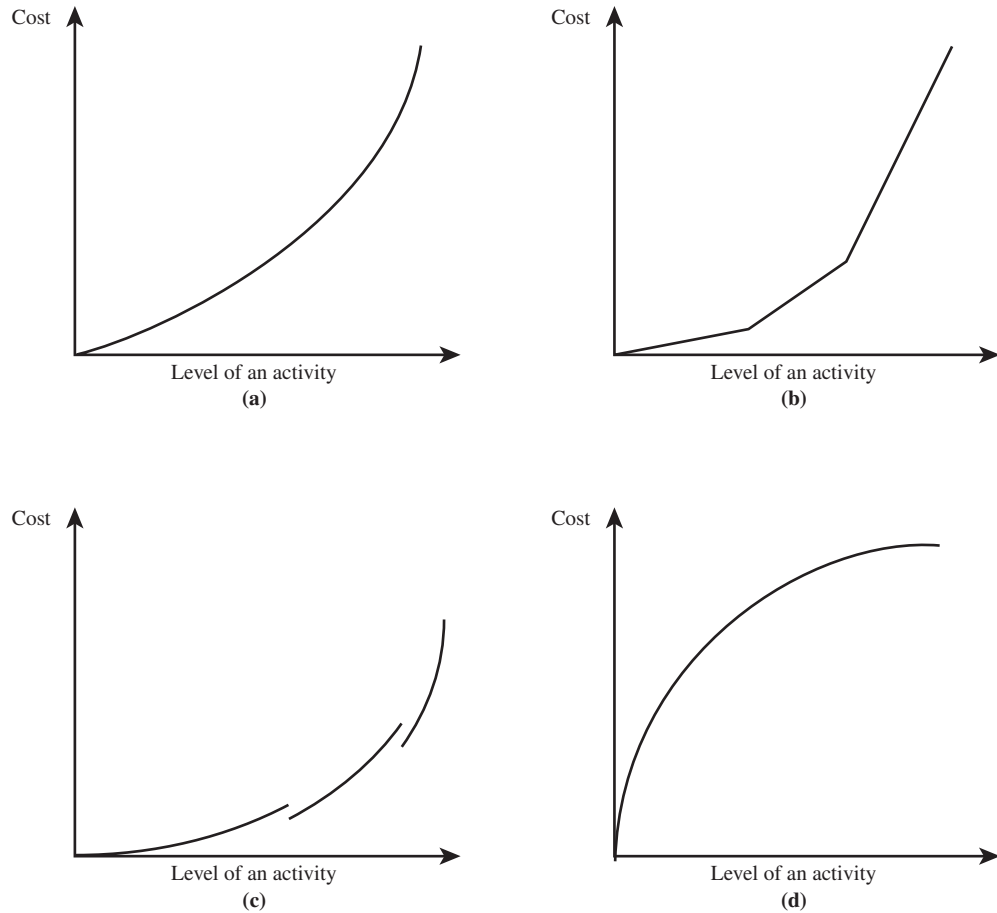 Cost
Level of an activity
(a)
Cost
Level of an activity
(b)
Cost
Level of an activity
(c)
Cost
Level of an activity
(d)